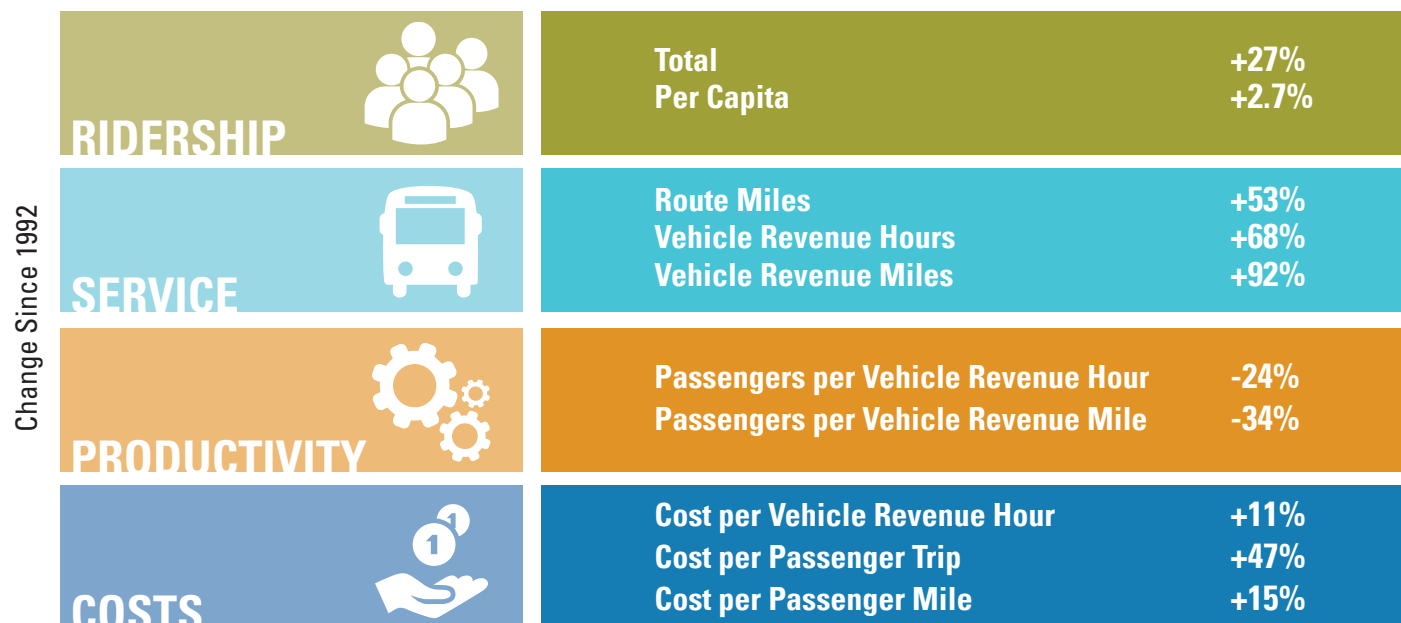 Change Since 1992
RIDERSHIP
Total +27%
Per Capita +2.7%
SERVICE
Route Miles +53%
Vehicle Revenue Hours +68%
Vehicle Revenue Miles +92%
PRODUCTIVITY
Passengers per Vehicle Revenue Hour -24%
Passengers per Vehicle Revenue Mile -34%
COSTS
1
1
Cost per Vehicle Revenue Hour +11%
Cost per Passenger Trip +47%
Cost per Passenger Mile +15%